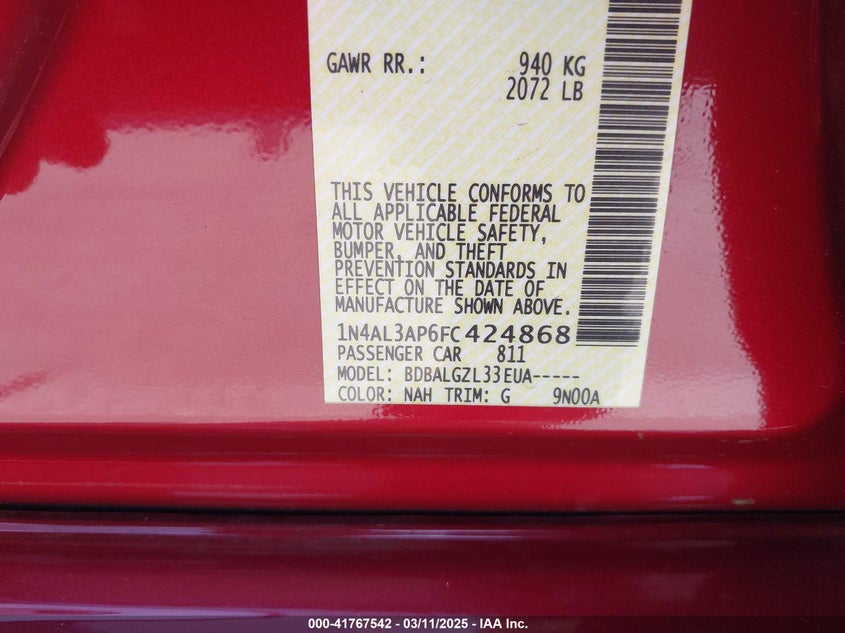 GAWR RR.: 940 KG
2072 LB
THIS VEHICLE CONFORMS TO
ALL APPLICABLE FEDERAL
MOTOR VEHICLE SAFETY,
BUMPER, AND THEFT
PREVENTION STANDARDS IN
EFFECT ON THE DATE OF
MANUFACTURE SHOWN ABOVE.
1N4AL3AP6FC424868
PASSENGER CAR 811
MODEL: BDBALGZL33EUA-----
COLOR: NAH TRIM: G 9N00A
000-41767542 - 03/11/2025 - IAA Inc.